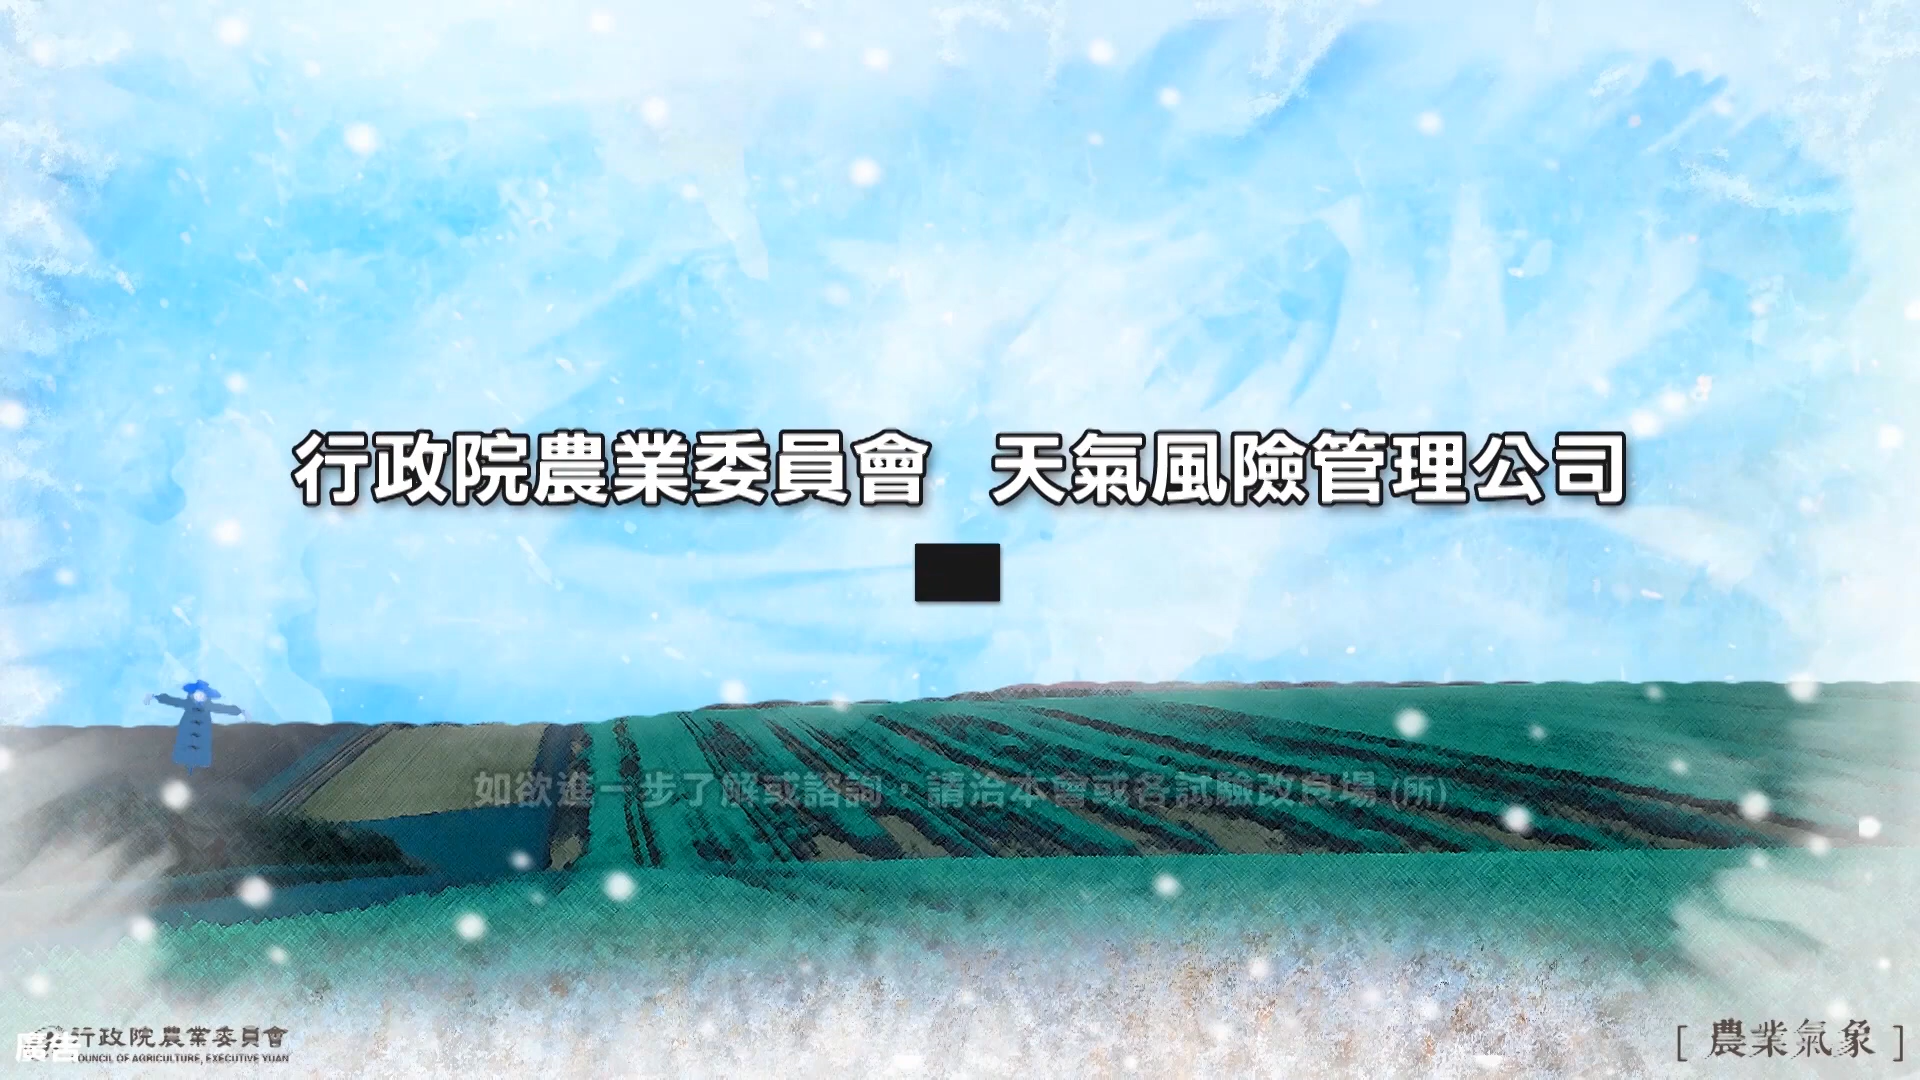 行政院農業委員會 天氣風險管理公司
如欲進一步了解或諮詢，請洽本會或各試驗改良場 (所)
行政院農業委員會
COUNCIL OF AGRICULTURE, EXECUTIVE YUAN
廣告
[ 農業氣象 ]